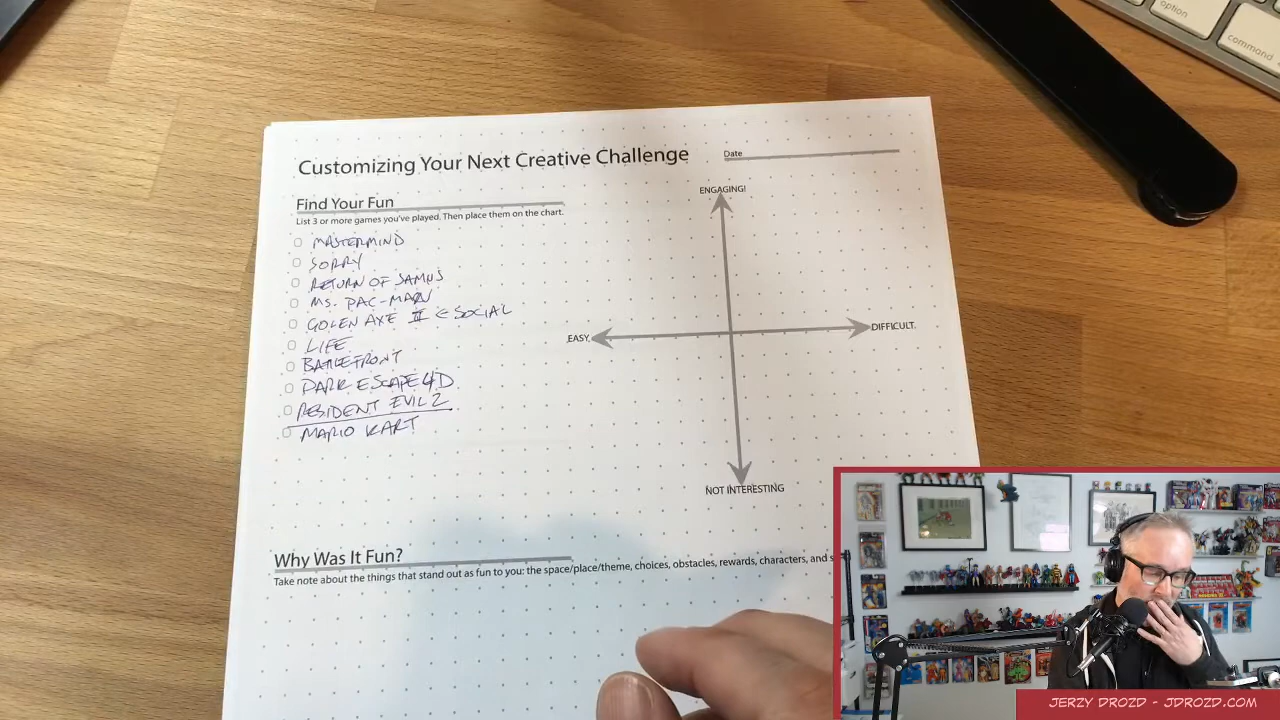 option
command
Customizing Your Next Creative Challenge
Date
Find Your Fun
List 3 or more games you've played. Then place them on the chart.
MASTERMIND
SORRY
RETURN OF SAMUS
MS. PAC-MAN
GOLEN AXE II < SOCIAL
LIFE
BATTLEFRONT
DARK ESCAPE 4D
RESIDENT EVIL 2
MARIO KART
ENGAGING!
EASY
DIFFICULT
NOT INTERESTING
Why Was It Fun?
Take note about the things that stand out as fun to you: the space/place/theme, choices, obstacles, rewards, characters, and s
JERZY DROZD - JDROZD.COM